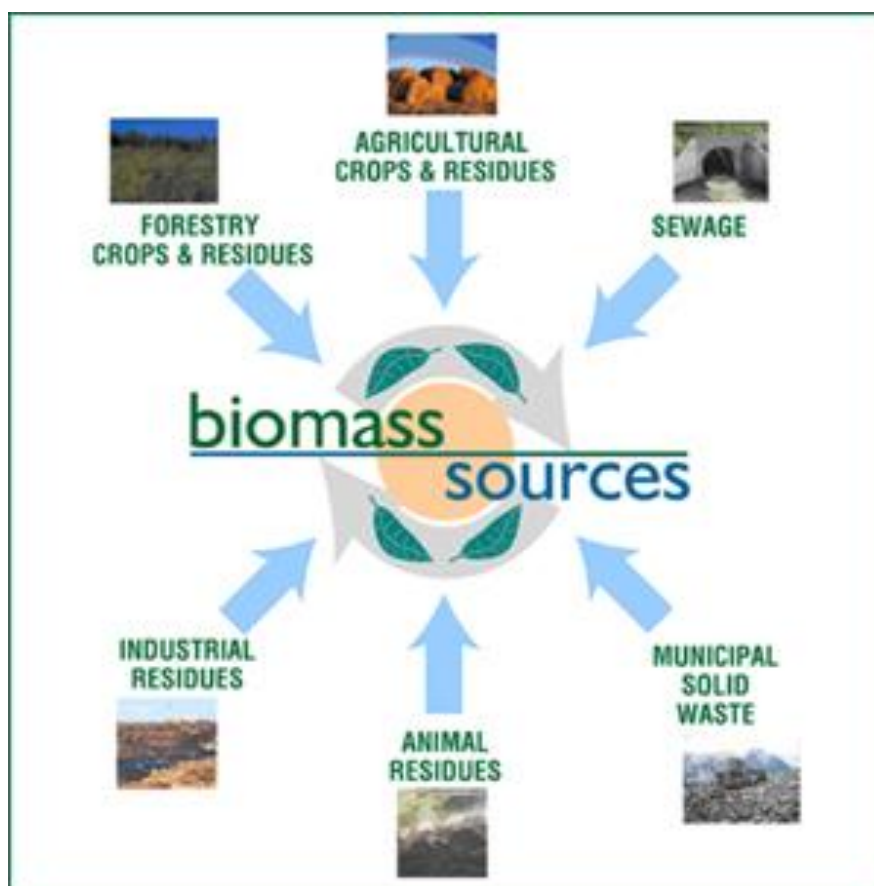 AGRICULTURAL
CROPS & RESIDUES
FORESTRY
CROPS & RESIDUES
SEWAGE
biomass
sources
INDUSTRIAL
RESIDUES
ANIMAL
RESIDUES
MUNICIPAL
SOLID
WASTE